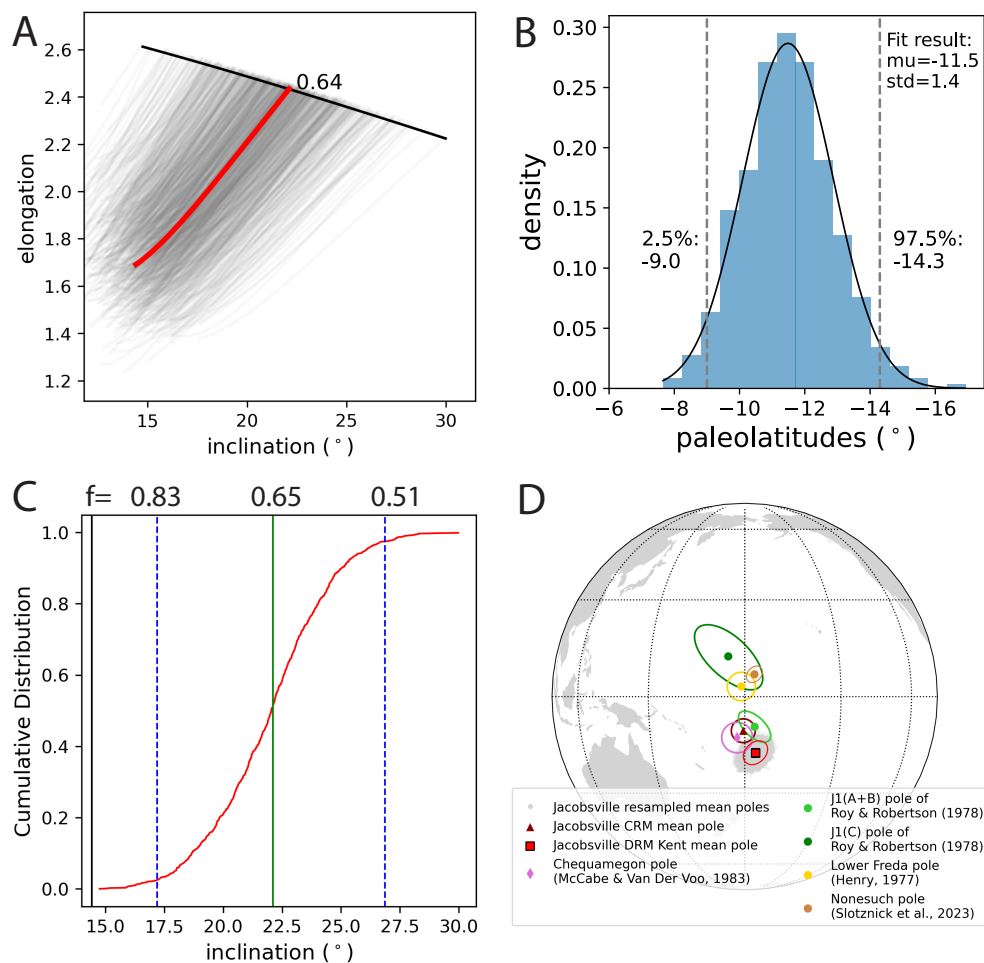 A
2.6
2.4
2.2
2.0
1.8
1.6
1.4
1.2
elongation
0.64
15
20
25
30
inclination (°)
B
0.30
0.25
0.20
0.15
0.10
0.05
0.00
density
Fit result:
mu=-11.5
std=1.4
2.5%:
-9.0
97.5%:
-14.3
−6
−8
−10
−12
−14
−16
paleolatitudes (°)
C
f=
0.83
0.65
0.51
1.0
0.8
0.6
0.4
0.2
0.0
Cumulative Distribution
15.0
17.5
20.0
22.5
25.0
27.5
30.0
inclination (°)
D
Jacobsville resampled mean poles
Jacobsville CRM mean pole
Jacobsville DRM Kent mean pole
Chequamegon pole
(McCabe & Van Der Voo, 1983)
J1(A+B) pole of
Roy & Robertson (1978)
J1(C) pole of
Roy & Robertson (1978)
Lower Freda pole
(Henry, 1977)
Nonesuch pole
(Slotznick et al., 2023)